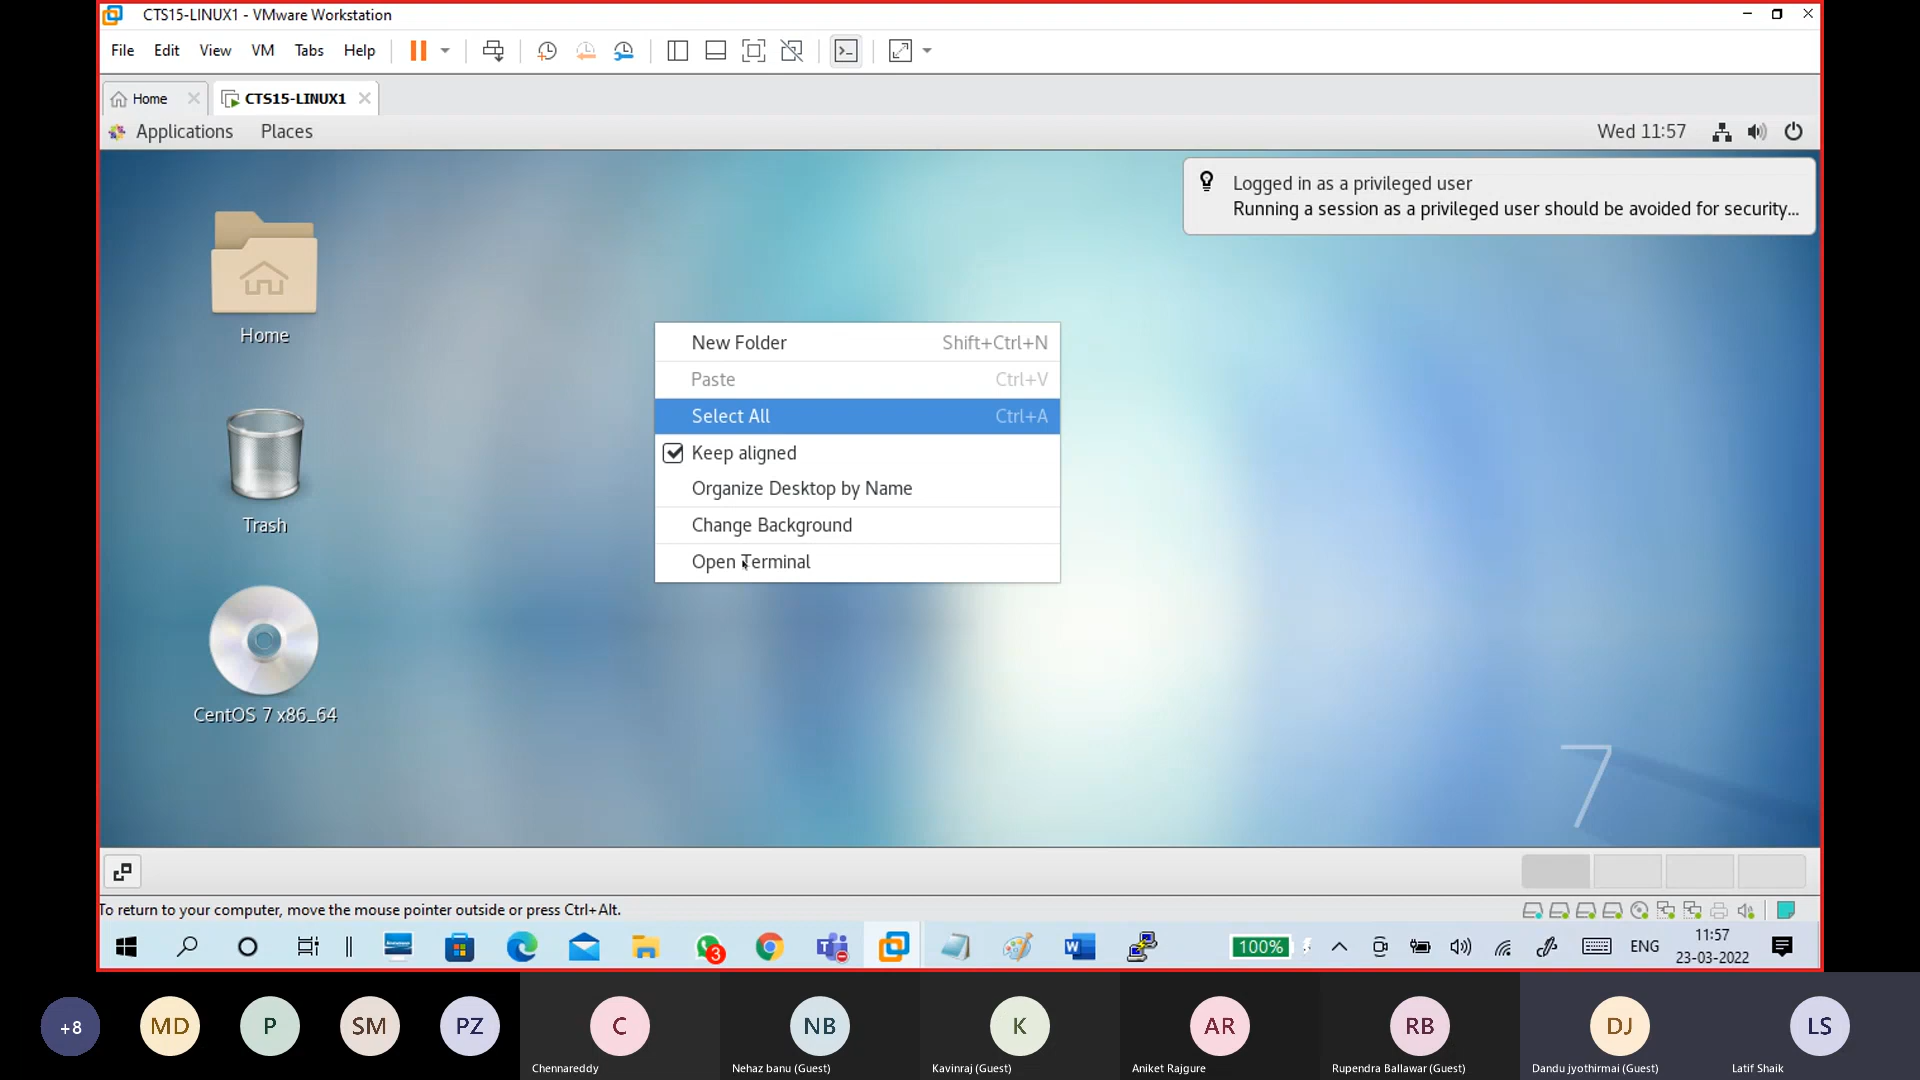 CTS15-LINUX1 - VMware Workstation
File Edit View VM Tabs Help
Home CTS15-LINUX1
Applications Places Wed 11:57
Logged in as a privileged user
Running a session as a privileged user should be avoided for security...
Home
Trash
CentOS 7 x86_64
New Folder Shift+Ctrl+N
Paste Ctrl+V
Select All Ctrl+A
Keep aligned
Organize Desktop by Name
Change Background
Open Terminal
7
To return to your computer, move the mouse pointer outside or press Ctrl+Alt.
3
W
100%
ENG
11:57
23-03-2022
+8
MD
P
SM
PZ
C
NB
K
AR
RB
DJ
LS
Chennareddy
Nehaz banu (Guest)
Kavinraj (Guest)
Aniket Rajgure
Rupendra Ballawar (Guest)
Dandu jyothirmai (Guest)
Latif Shaik